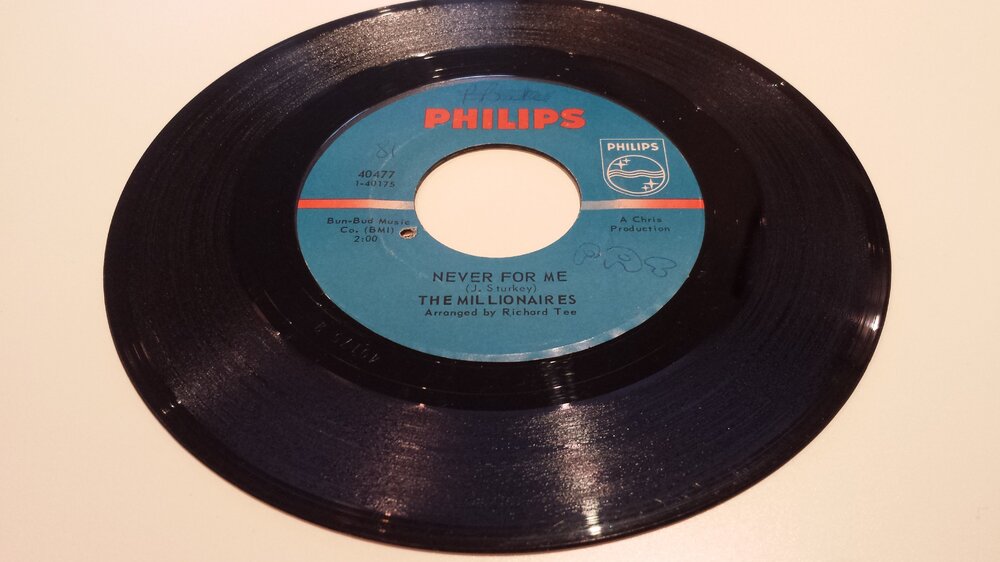 PHILIPS
PHILIPS
81
40477
1-40175
Bun-Bud Music
Co. (BMI)
2:00
A Chris
Production
NEVER FOR ME
(J. Sturkey)
THE MILLIONAIRES
Arranged by Richard Tee